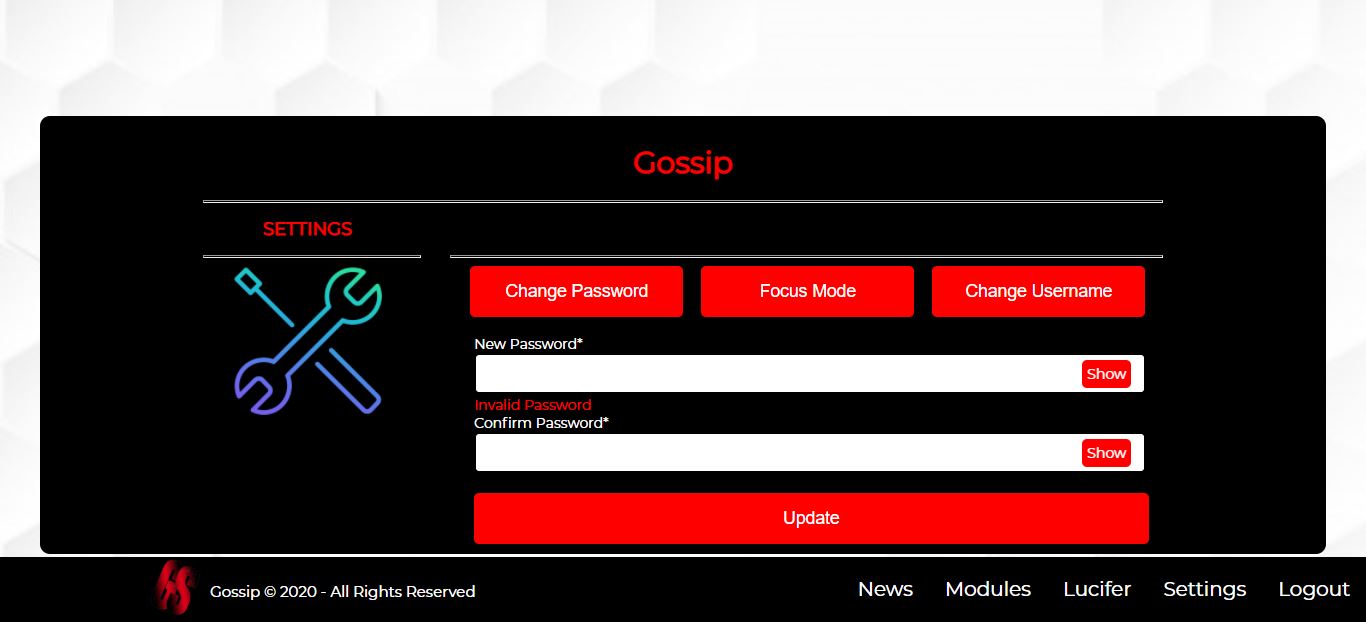 Gossip
SETTINGS
Change Password Focus Mode Change Username
New Password*
Show
Invalid Password
Confirm Password*
Show
Update
Gossip © 2020 - All Rights Reserved News Modules Lucifer Settings Logout